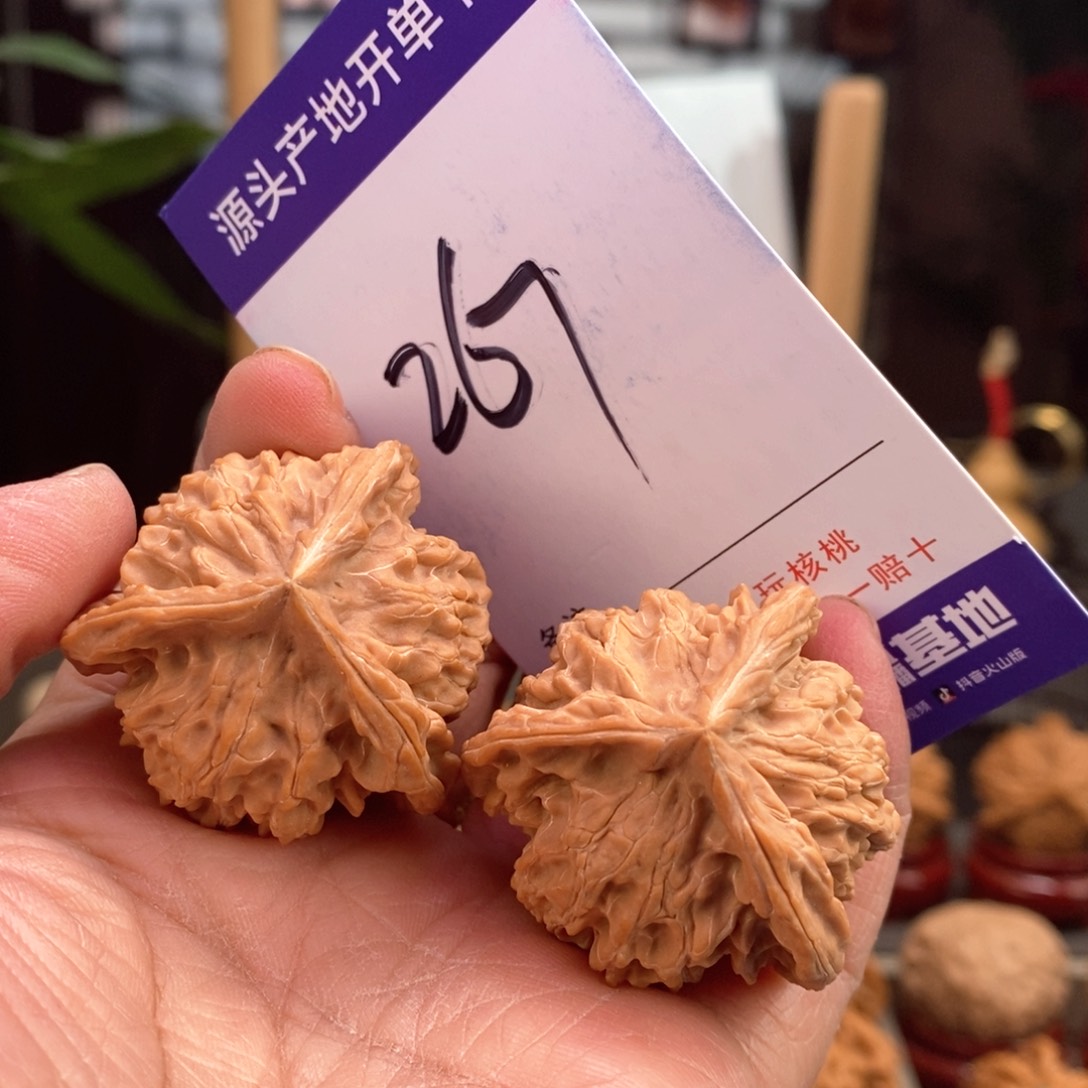 源头产地开单
267
玩核桃
一赔十
基地
抖音火山版